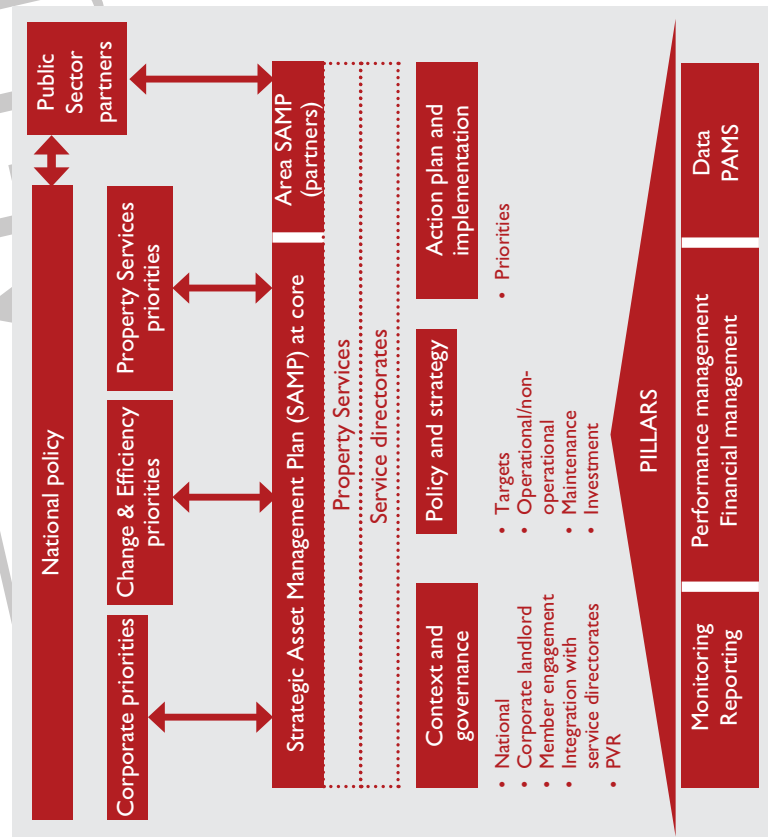 National policy
Public
Sector
partners
Corporate priorities
Change & Efficiency
priorities
Property Services
priorities
Strategic Asset Management Plan (SAMP) at core
Area SAMP
(partners)
Property Services
Service directorates
Context and
governance
• National
• Corporate landlord
• Member engagement
• Integration with
service directorates
• PVR
Policy and strategy
• Targets
• Operational/non-
operational
• Maintenance
• Investment
Action plan and
implementation
• Priorities
PILLARS
Monitoring
Reporting
Performance management
Financial management
Data
PAMS